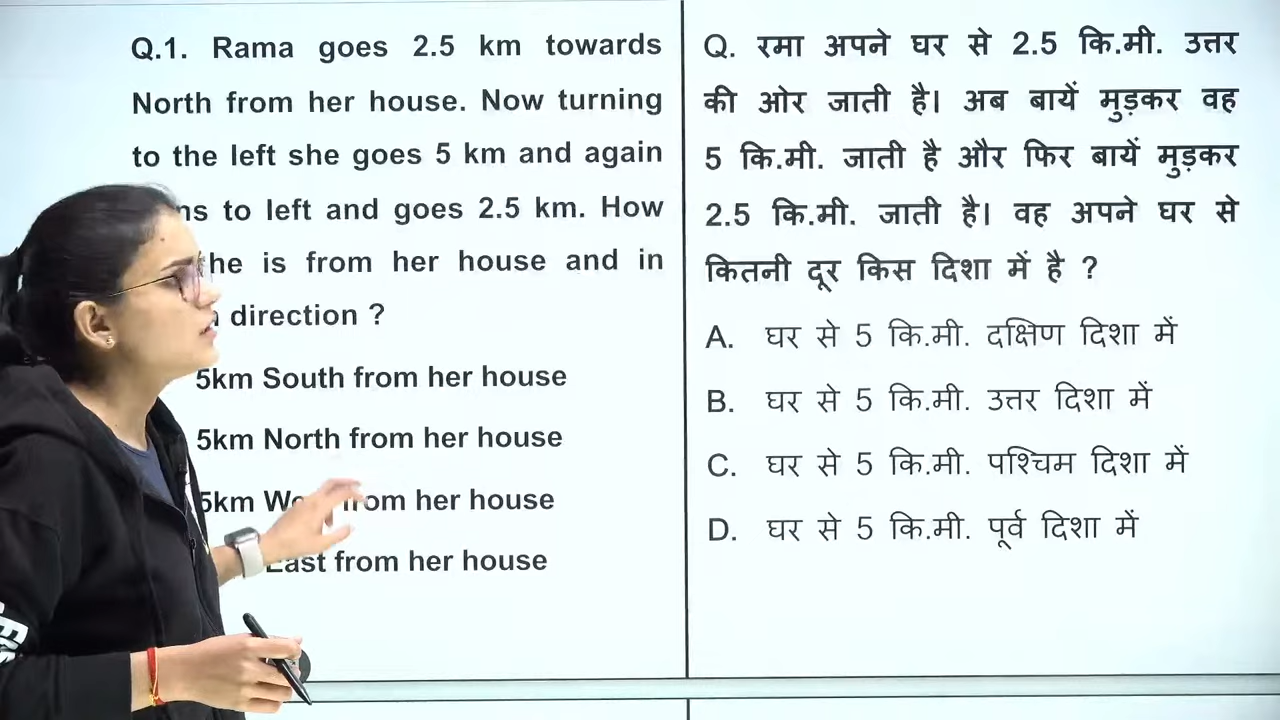 Q.1. Rama goes 2.5 km towards
North from her house. Now turning
to the left she goes 5 km and again
to left and goes 2.5 km. How
is from her house and in
direction ?
5km South from her house
5km North from her house
5km from her house
East from her house
Q. रमा अपने घर से 2.5 कि.मी. उत्तर
की ओर जाती है। अब बायें मुड़कर वह
5 कि.मी. जाती है और फिर बायें मुड़कर
2.5 कि.मी. जाती है। वह अपने घर से
कितनी दूर किस दिशा में है ?
A. घर से 5 कि.मी. दक्षिण दिशा में
B. घर से 5 कि.मी. उत्तर दिशा में
C. घर से 5 कि.मी. पश्चिम दिशा में
D. घर से 5 कि.मी. पूर्व दिशा में